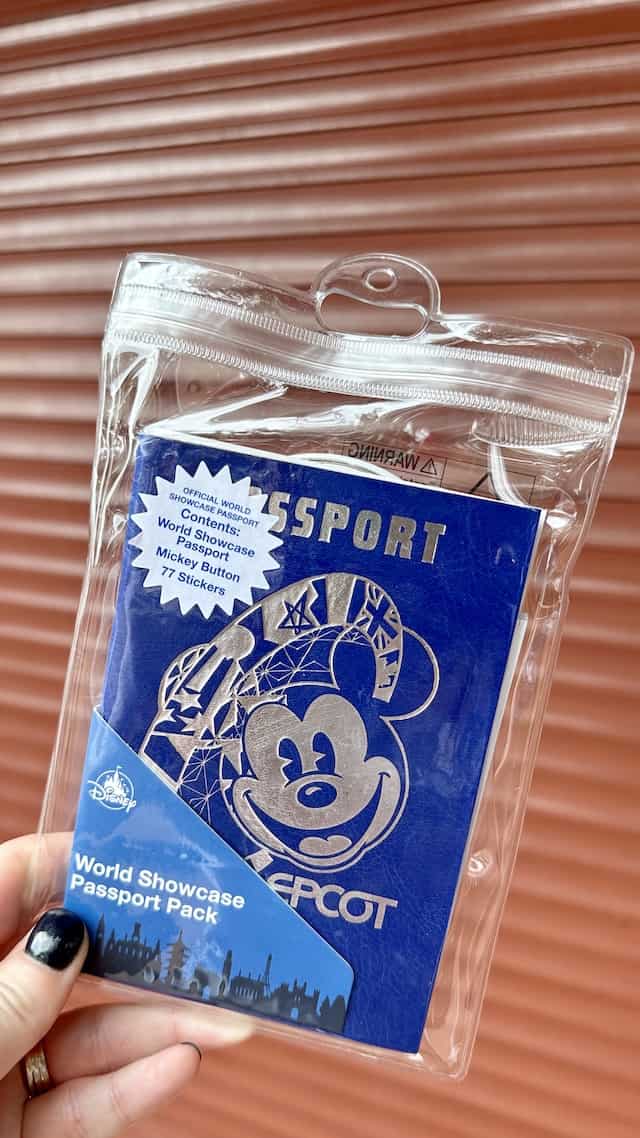 WARNING
PASSPORT
OFFICIAL WORLD
SHOWCASE PASSPORT
Contents:
World Showcase
Passport
Mickey Button
77 Stickers
Disney
World Showcase
Passport Pack
EPCOT